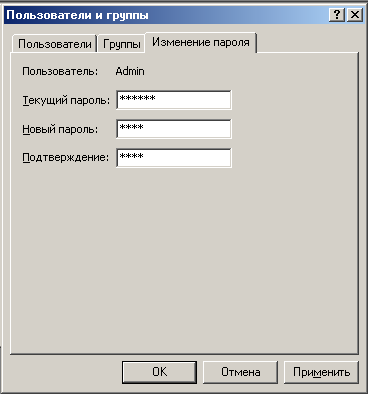 Пользователи и группы
Пользователи Группы Изменение пароля
Пользователь: Admin
Текущий пароль: ******
Новый пароль: ****
Подтверждение: ****
OK Отмена Применить